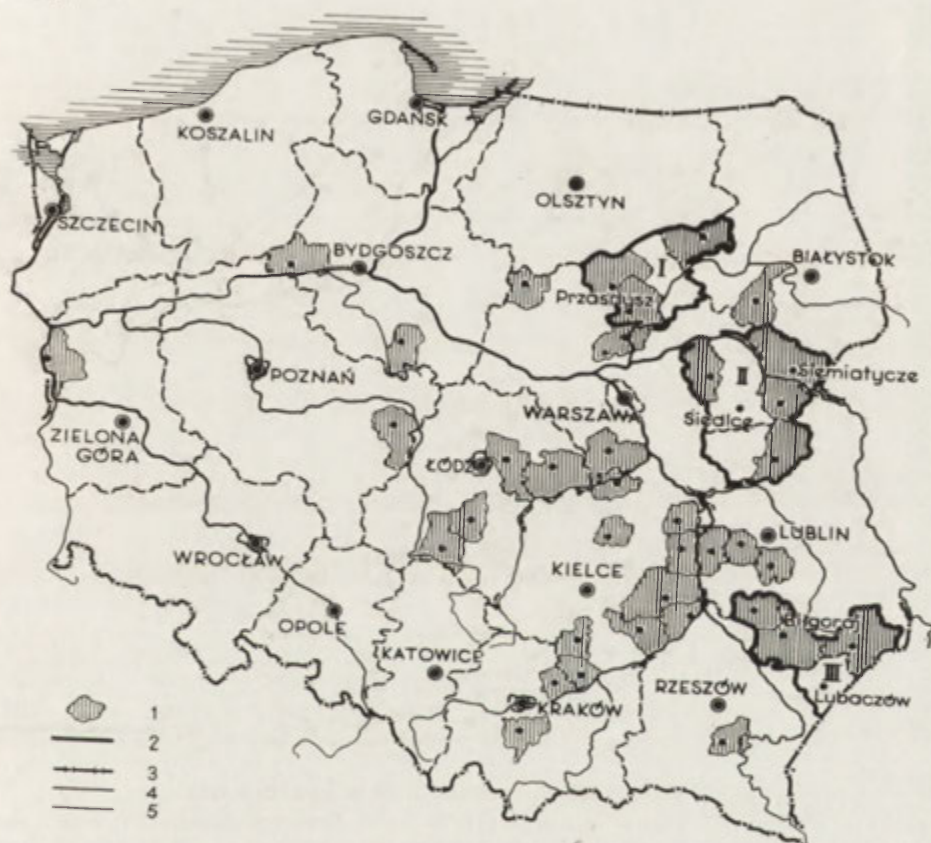 KOSZALIN
GDAŃSK
SZCZECIN
OLSZTYN
BYDGOSZCZ
BIAŁYSTOK
I
Przasnysz
POZNAŃ
II
Siemiatycze
WARSZAWA
Siedlce
ZIELONA
GÓRA
ŁÓDŹ
LUBLIN
WROCŁAW
KIELCE
OPOLE
Biłgoraj
KATOWICE
III
RZESZÓW
Lubaczów
KRAKÓW
1
2
3
4
5